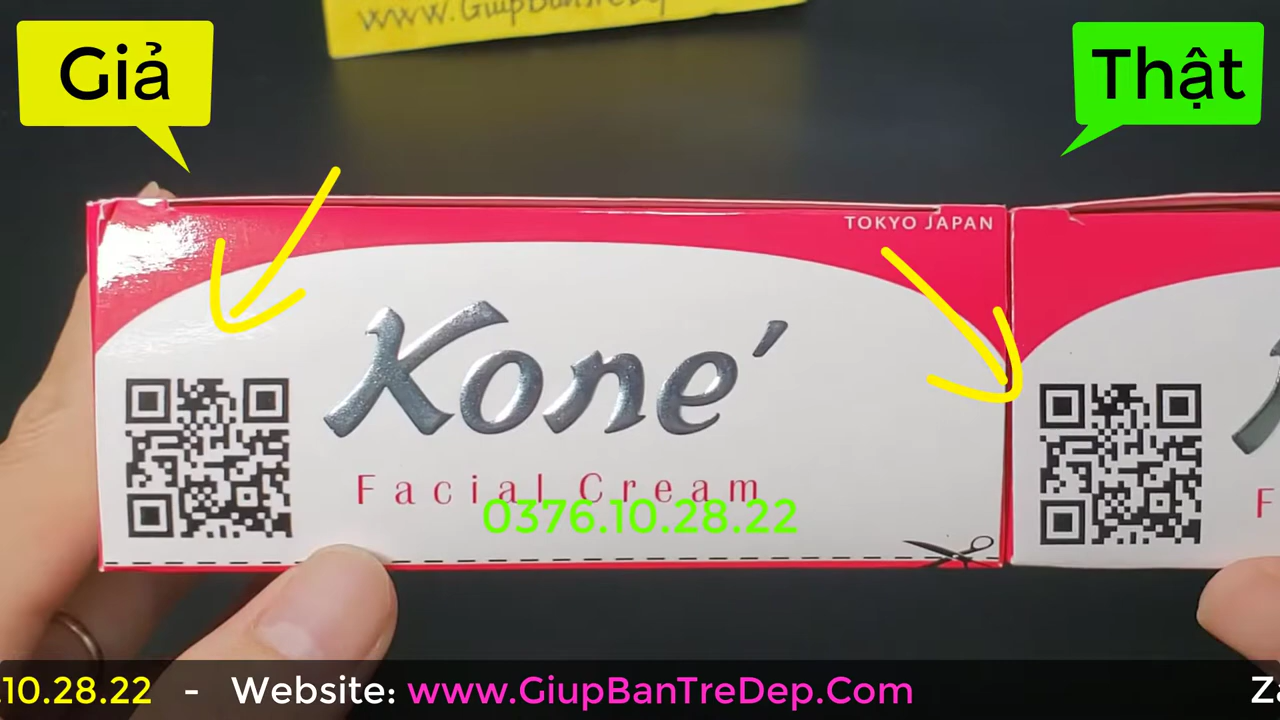 www.GiupBanTreDep
Giả
Thật
TOKYO JAPAN
Koné
Facial Cream
0376.10.28.22
.10.28.22 - Website: www.GiupBanTreDep.Com